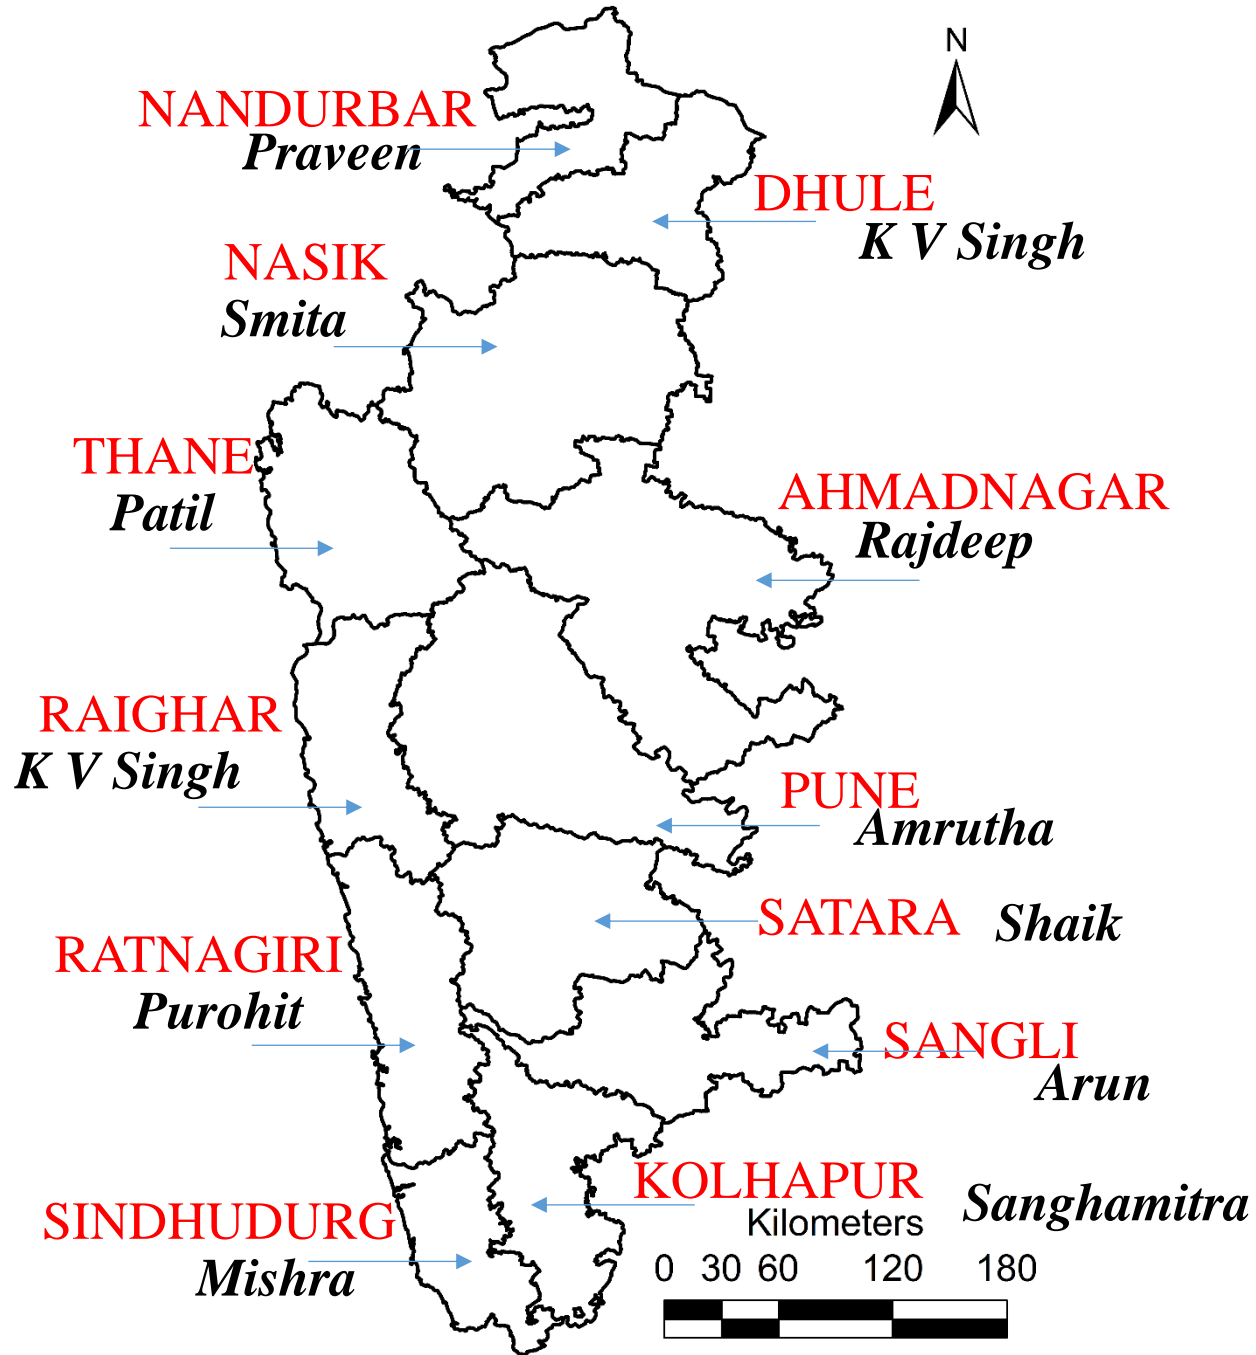 N
NANDURBAR
Praveen
DHULE
K V Singh
NASIK
Smita
THANE
Patil
AHMADNAGAR
Rajdeep
RAIGHAR
K V Singh
PUNE
Amrutha
SATARA Shaik
RATNAGIRI
Purohit
SANGLI
Arun
KOLHAPUR Sanghamitra
SINDHUDURG
Mishra
Kilometers
0 30 60 120 180